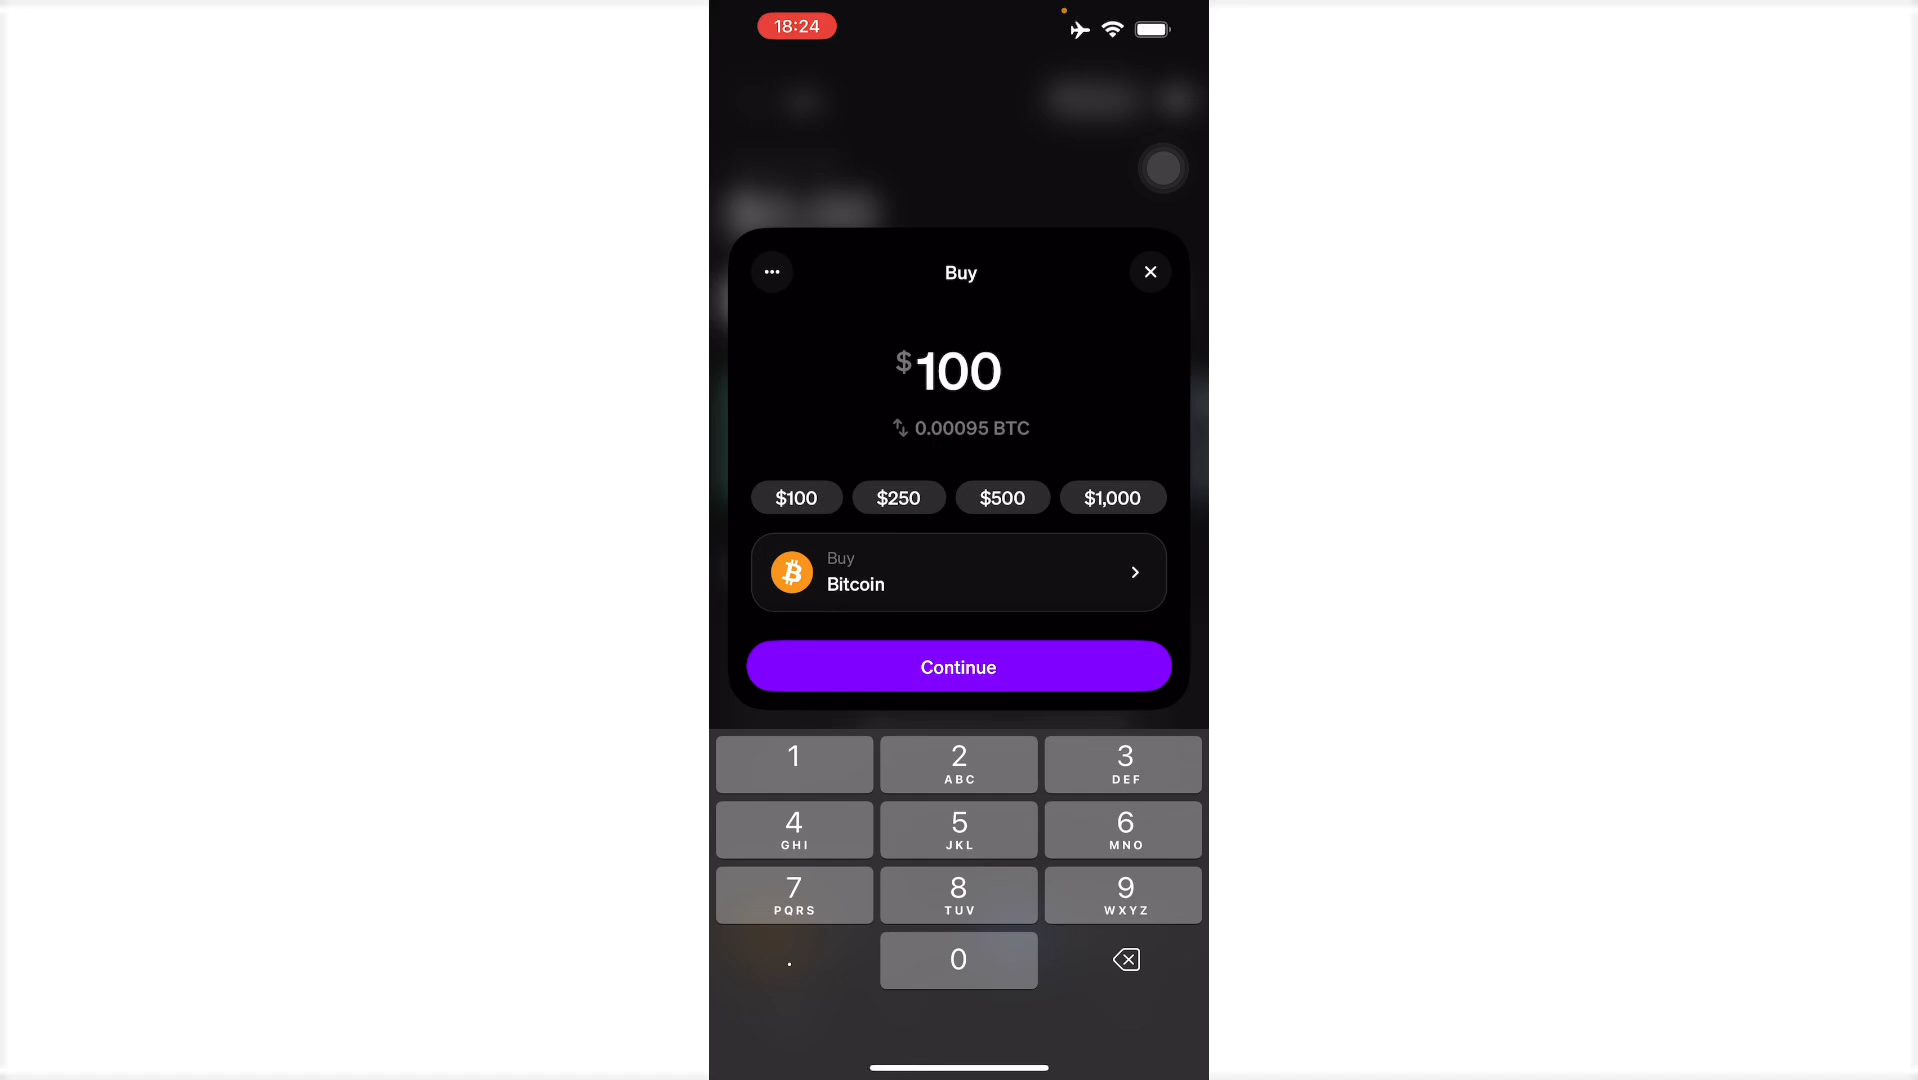 18:24
Buy
$100
0.00095 BTC
$100 $250 $500 $1,000
Buy
Bitcoin
Continue
1 2 3
ABC DEF
4 5 6
GHI JKL MNO
7 8 9
PQRS TUV WXYZ
. 0